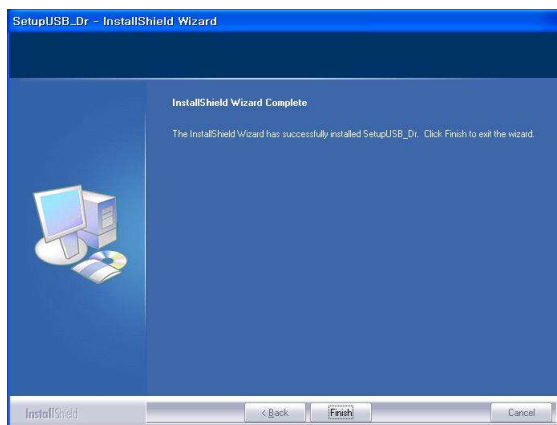 SetupUSB_Dr - InstallShield Wizard
InstallShield Wizard Complete
The InstallShield Wizard has successfully installed SetupUSB_Dr. Click Finish to exit the wizard.
InstallShield
< Back
Finish
Cancel